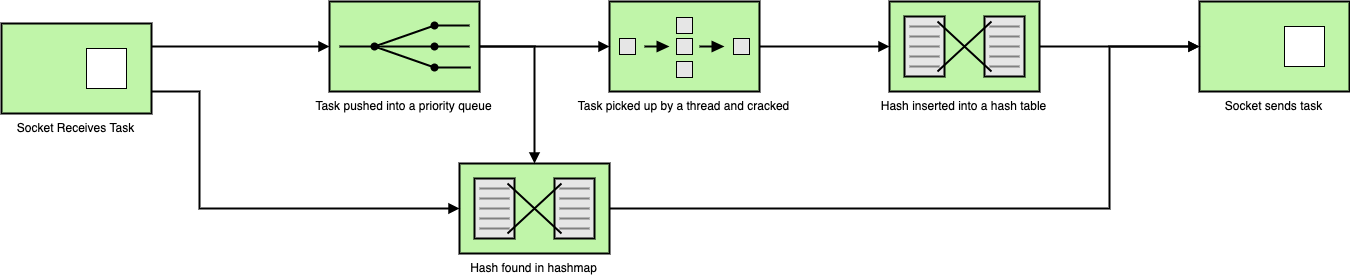 Task pushed into a priority queue
Task picked up by a thread and cracked
Hash inserted into a hash table
Socket sends task
Socket Receives Task
Hash found in hashmap